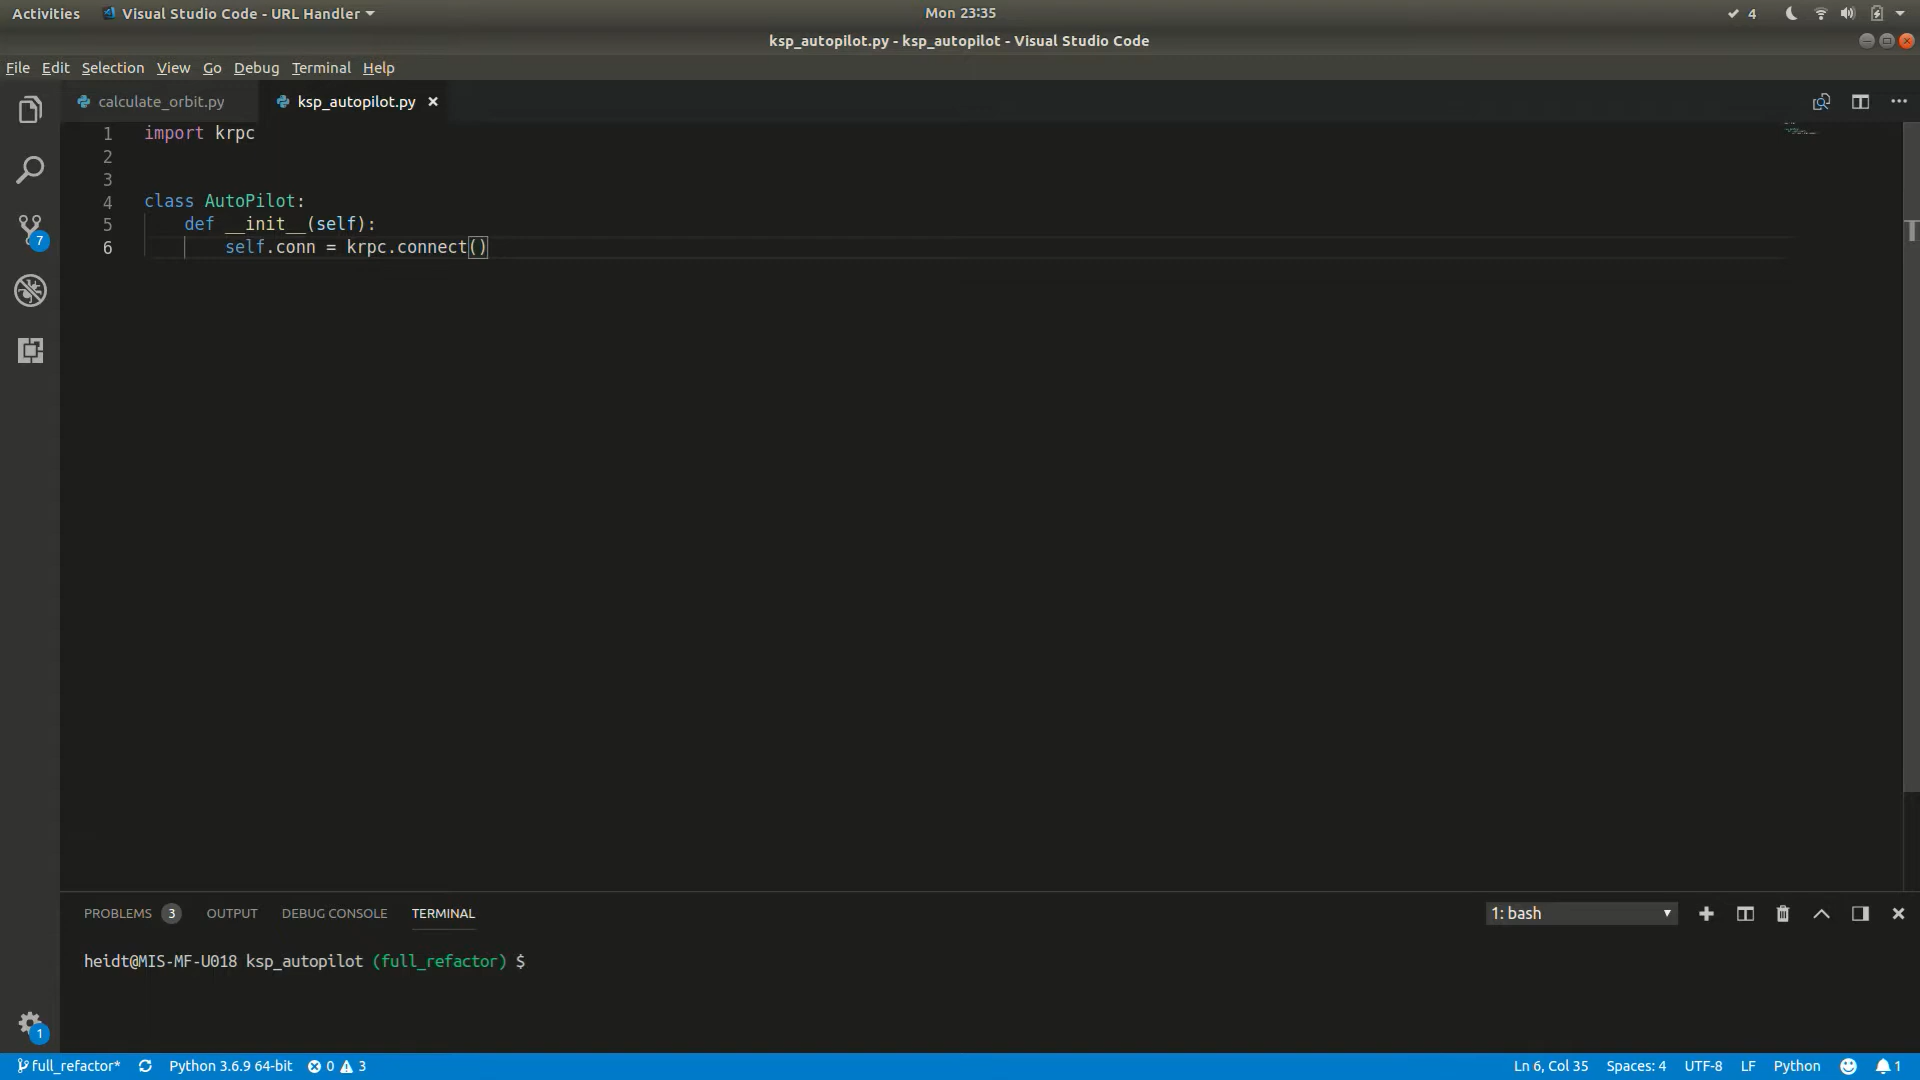 Activities Visual Studio Code - URL Handler Mon 23:35 4
ksp_autopilot.py - ksp_autopilot - Visual Studio Code
File Edit Selection View Go Debug Terminal Help
calculate_orbit.py ksp_autopilot.py
1 import krpc
2
3
4 class AutoPilot:
5 def __init__(self):
6 self.conn = krpc.connect()
7
PROBLEMS 3 OUTPUT DEBUG CONSOLE TERMINAL 1: bash
heidt@MIS-MF-U018 ksp_autopilot (full_refactor) $
1
full_refactor* Python 3.6.9 64-bit 0 3 Ln 6, Col 35 Spaces: 4 UTF-8 LF Python 1